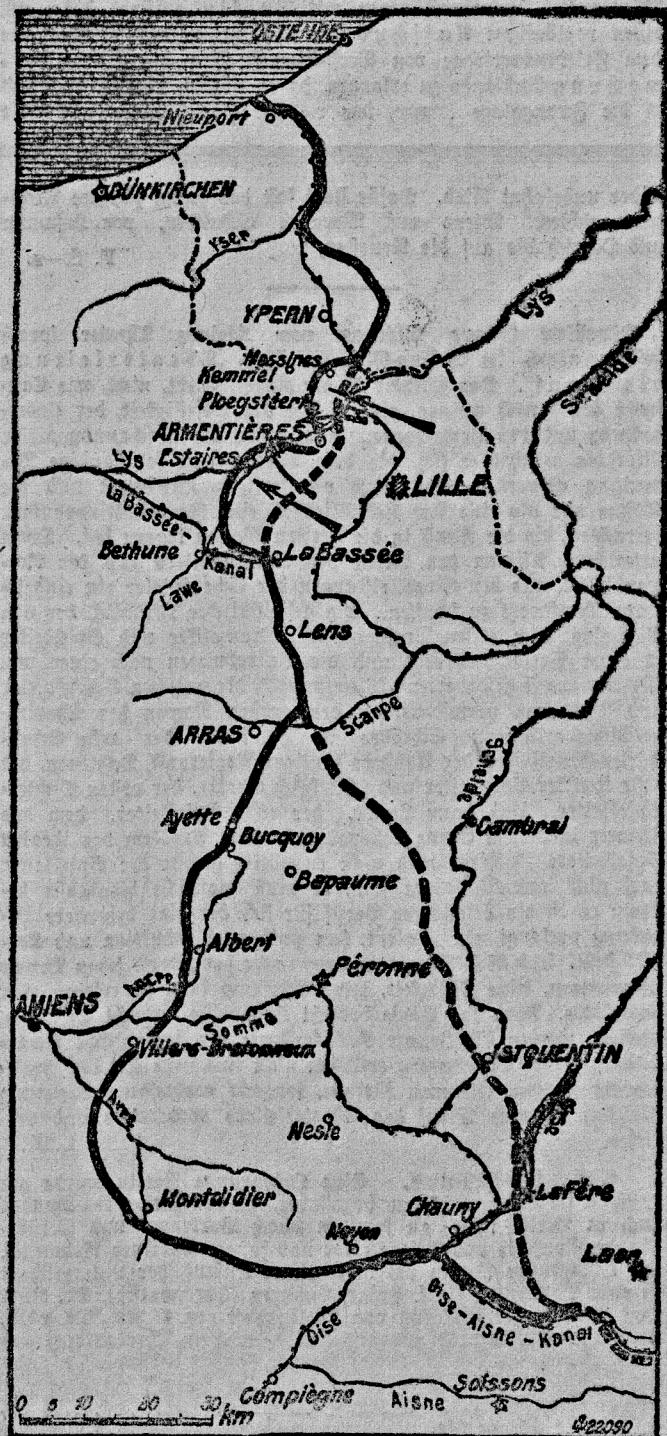 OSTENDE
Nieuport
DÜNKIRCHEN
Yser
YPERN
Lys
Schelde
Messines
Kemmel
Ploegsteert
ARMENTIÈRES
Estaires
Lys
LILLE
La Bassée-
Kanal
Bethune
La Bassée
Lawe
Lens
Scarpe
ARRAS
Schelde
Ayette
Bucquoy
Cambrai
Bapaume
Albert
Péronne
AMIENS
Somme
Villers-Bretonneux
ST QUENTIN
Avre
Nesle
Oise
Montdidier
Chauny
La Fère
Noyon
Laon
Oise-Aisne-Kanal
Oise
Compiègne
Soissons
Aisne
0 5 10 20 30
km
22090